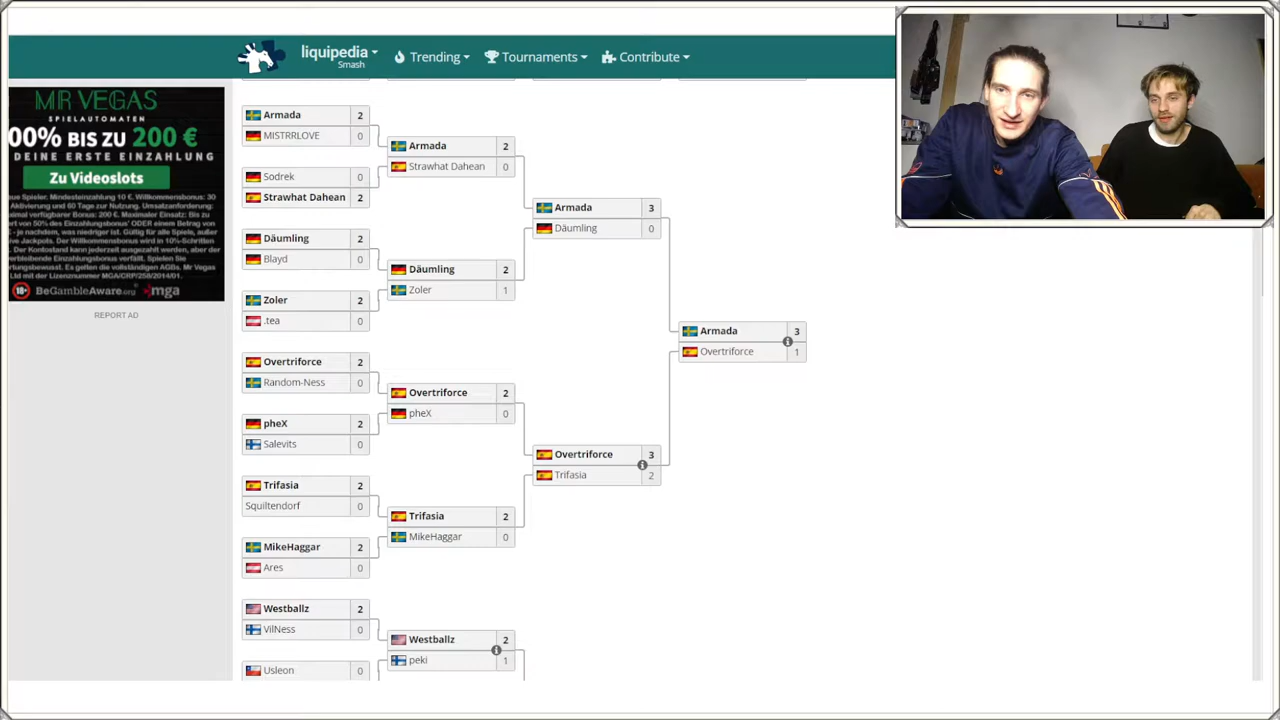 liquipedia
Smash
Trending
Tournaments
Contribute
MR VEGAS
SPIELAUTOMATEN
00% BIS ZU 200 €
DEINE ERSTE EINZAHLUNG
Zu Videoslots
18+ BeGambleAware.org mga
REPORT AD
Armada 2
MISTRRLOVE 0
Sodrek 0
Strawhat Dahean 2
Däumling 2
Blayd 0
Zoler 2
.tea 0
Overtriforce 2
Random-Ness 0
pheX 2
Salevits 0
Trifasia 2
Squiltendorf 0
MikeHaggar 2
Ares 0
Westballz 2
VilNess 0
Usleon 0
Armada 2
Strawhat Dahean 0
Däumling 2
Zoler 1
Overtriforce 2
pheX 0
Trifasia 2
MikeHaggar 0
Westballz 2
peki 1
Armada 3
Däumling 0
Overtriforce 3
Trifasia 2
Armada 3
Overtriforce 1